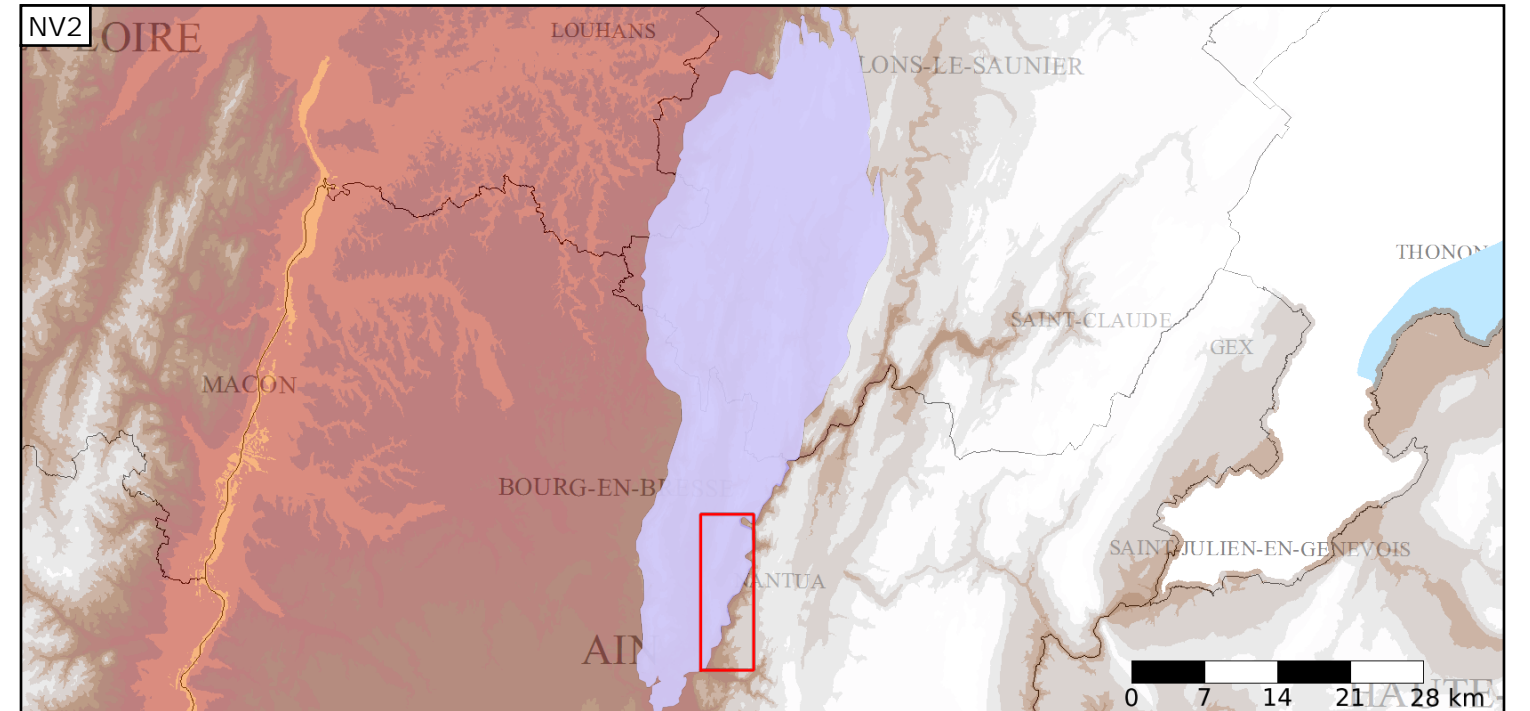 NV2
LOIRE
LOUHANS
LONS-LE-SAUNIER
THONON
SAINT-CLAUDE
GEX
MACON
BOURG-EN-BRESSE
SAINT-JULIEN-EN-GENEVOIS
NANTUA
AIN
HAUTE-
0 7 14 21 28 km